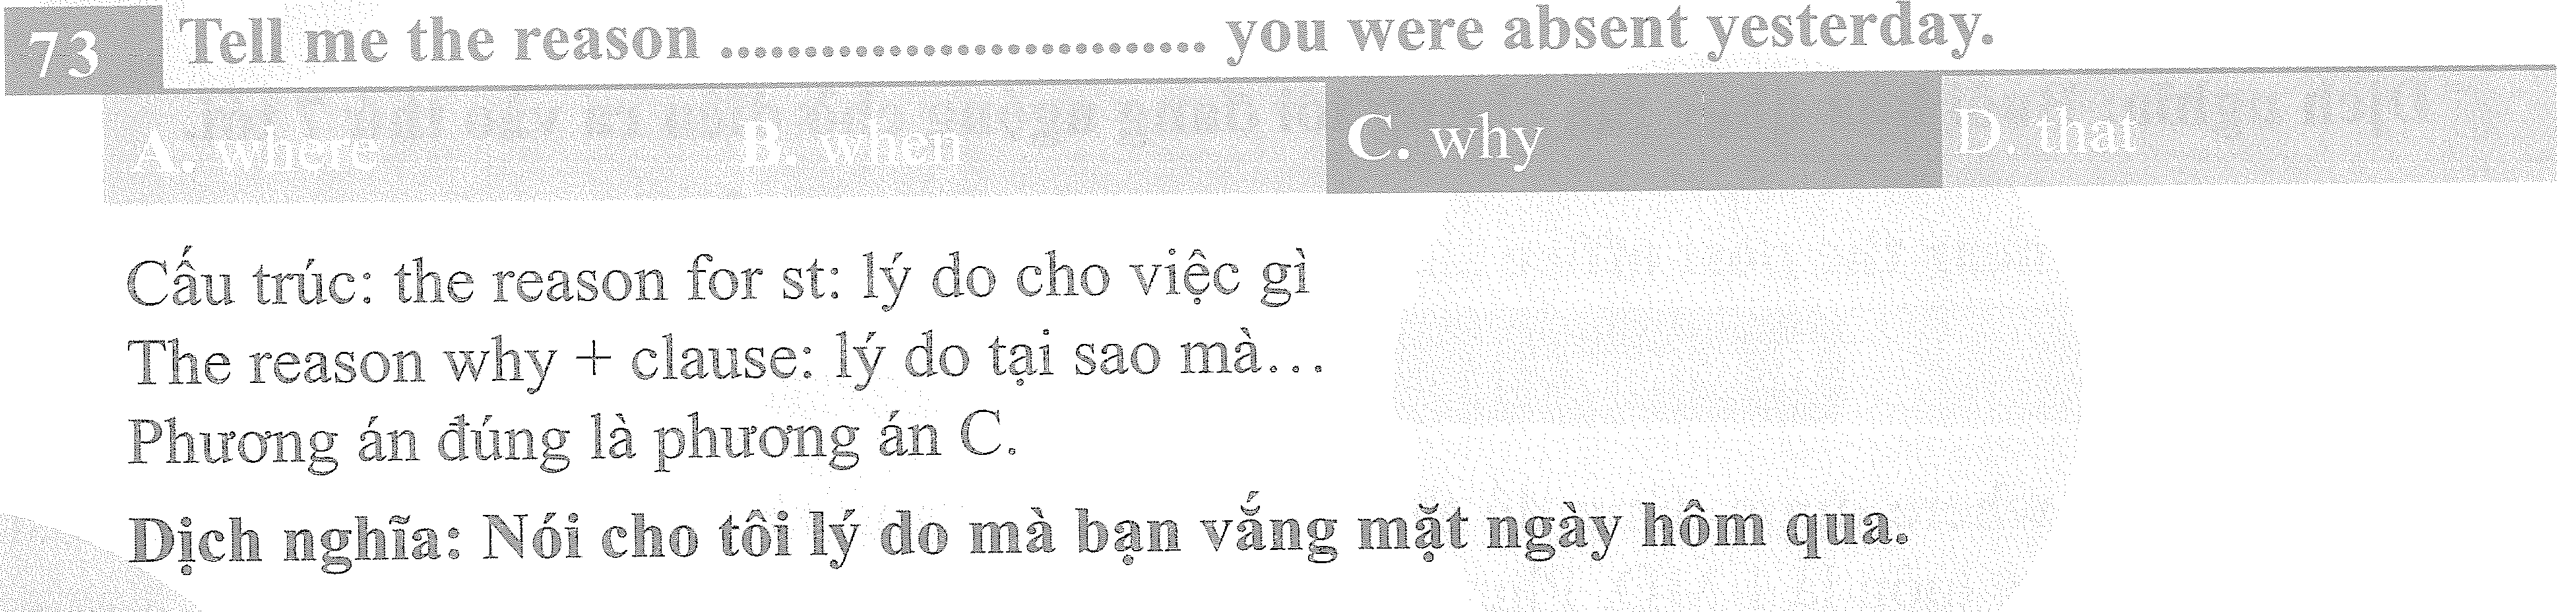 73 Tell me the reason ............................ you were absent yesterday.
A. where B. when C. why D. that
Cấu trúc: the reason for st: lý do cho việc gì
The reason why + clause: lý do tại sao mà...
Phương án đúng là phương án C.
Dịch nghĩa: Nói cho tôi lý do mà bạn vắng mặt ngày hôm qua.